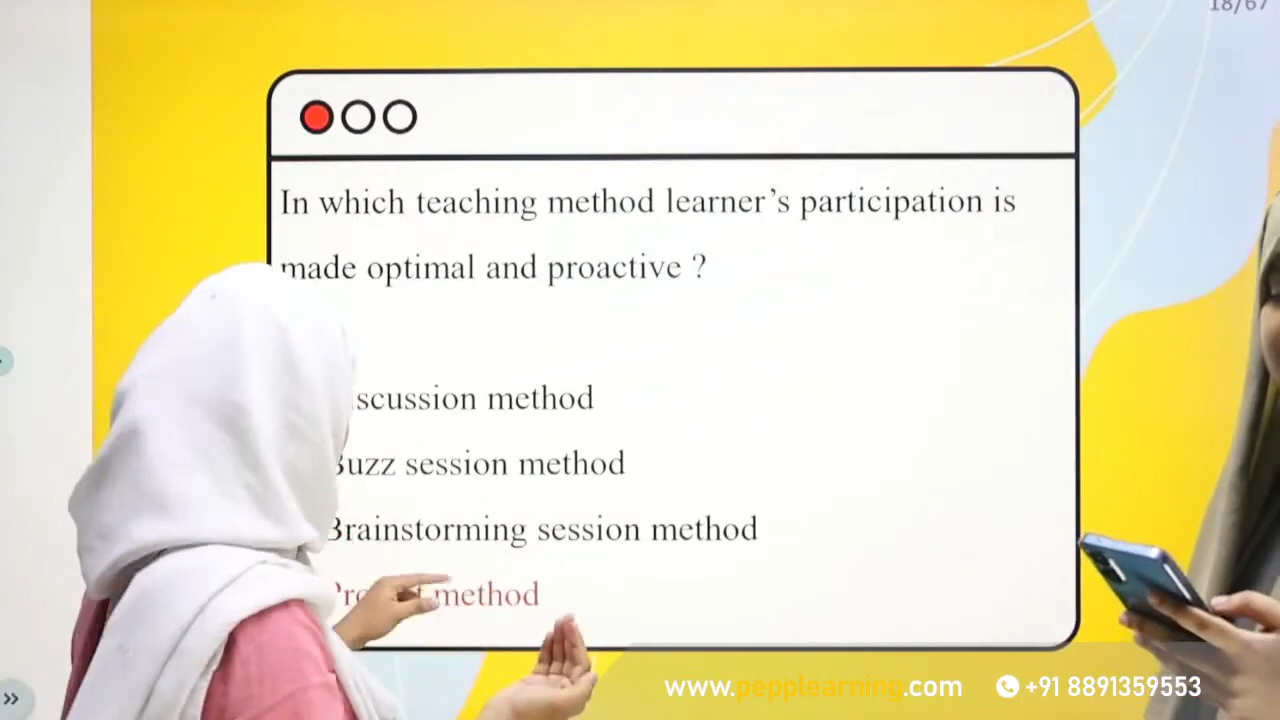 18/67
In which teaching method learner's participation is
made optimal and proactive ?
method
Buzz session method
Brainstorming session method
method
www.pepplearning.com
+91 8891359553